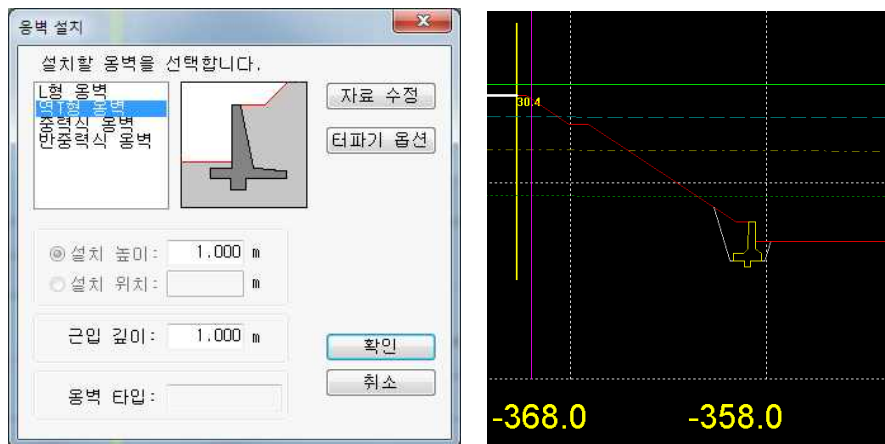 옹벽 설치
설치할 옹벽을 선택합니다.
L형 옹벽
역T형 옹벽
중력식 옹벽
반중력식 옹벽
자료 수정
터파기 옵션
설치 높이: 1.000 m
설치 위치: m
근입 깊이: 1.000 m
옹벽 타입:
확인
취소
30.4
-368.0 -358.0